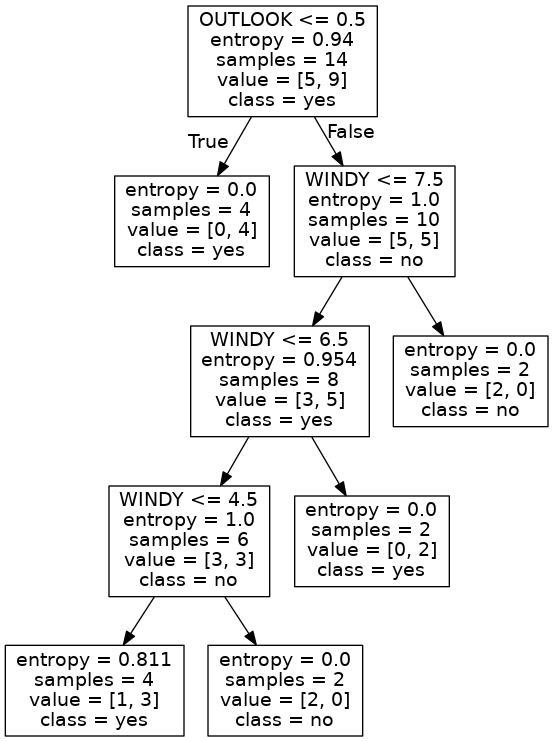 OUTLOOK <= 0.5
entropy = 0.94
samples = 14
value = [5, 9]
class = yes
True
False
entropy = 0.0
samples = 4
value = [0, 4]
class = yes
WINDY <= 7.5
entropy = 1.0
samples = 10
value = [5, 5]
class = no
WINDY <= 6.5
entropy = 0.954
samples = 8
value = [3, 5]
class = yes
entropy = 0.0
samples = 2
value = [2, 0]
class = no
WINDY <= 4.5
entropy = 1.0
samples = 6
value = [3, 3]
class = no
entropy = 0.0
samples = 2
value = [0, 2]
class = yes
entropy = 0.811
samples = 4
value = [1, 3]
class = yes
entropy = 0.0
samples = 2
value = [2, 0]
class = no